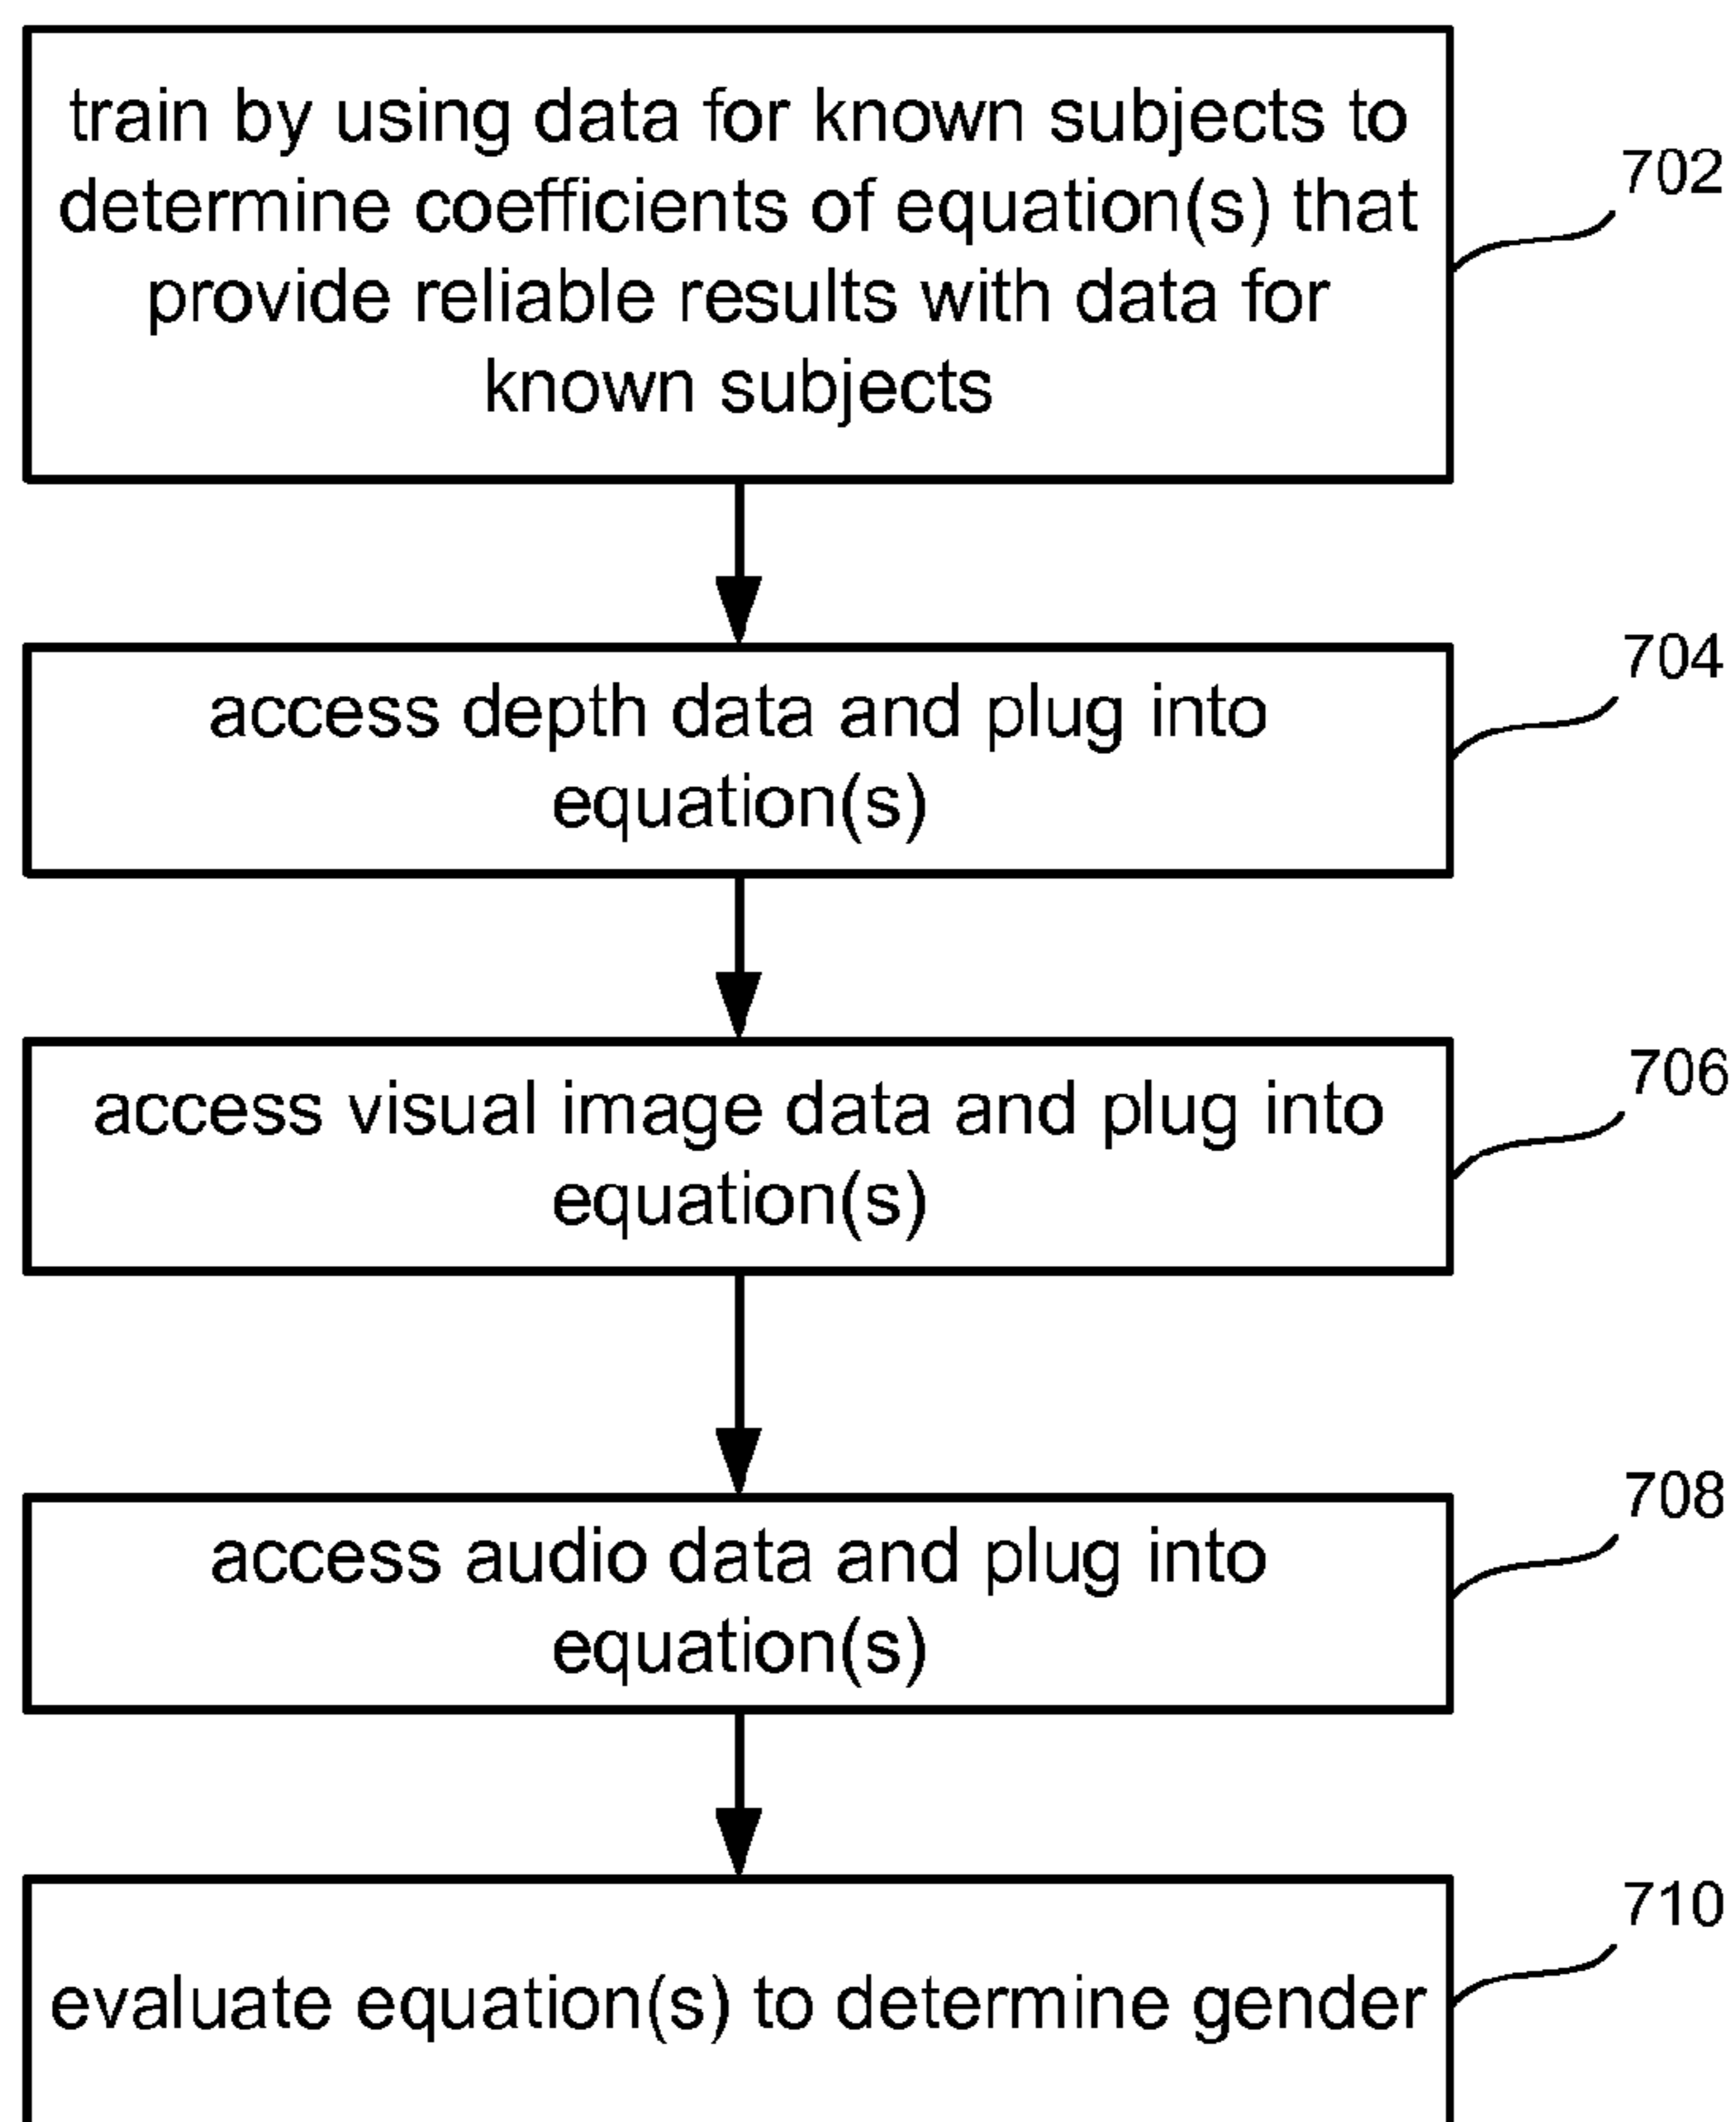 train by using data for known subjects to
determine coefficients of equation(s) that
provide reliable results with data for
known subjects
702
access depth data and plug into
equation(s)
704
access visual image data and plug into
equation(s)
706
access audio data and plug into
equation(s)
708
evaluate equation(s) to determine gender
710